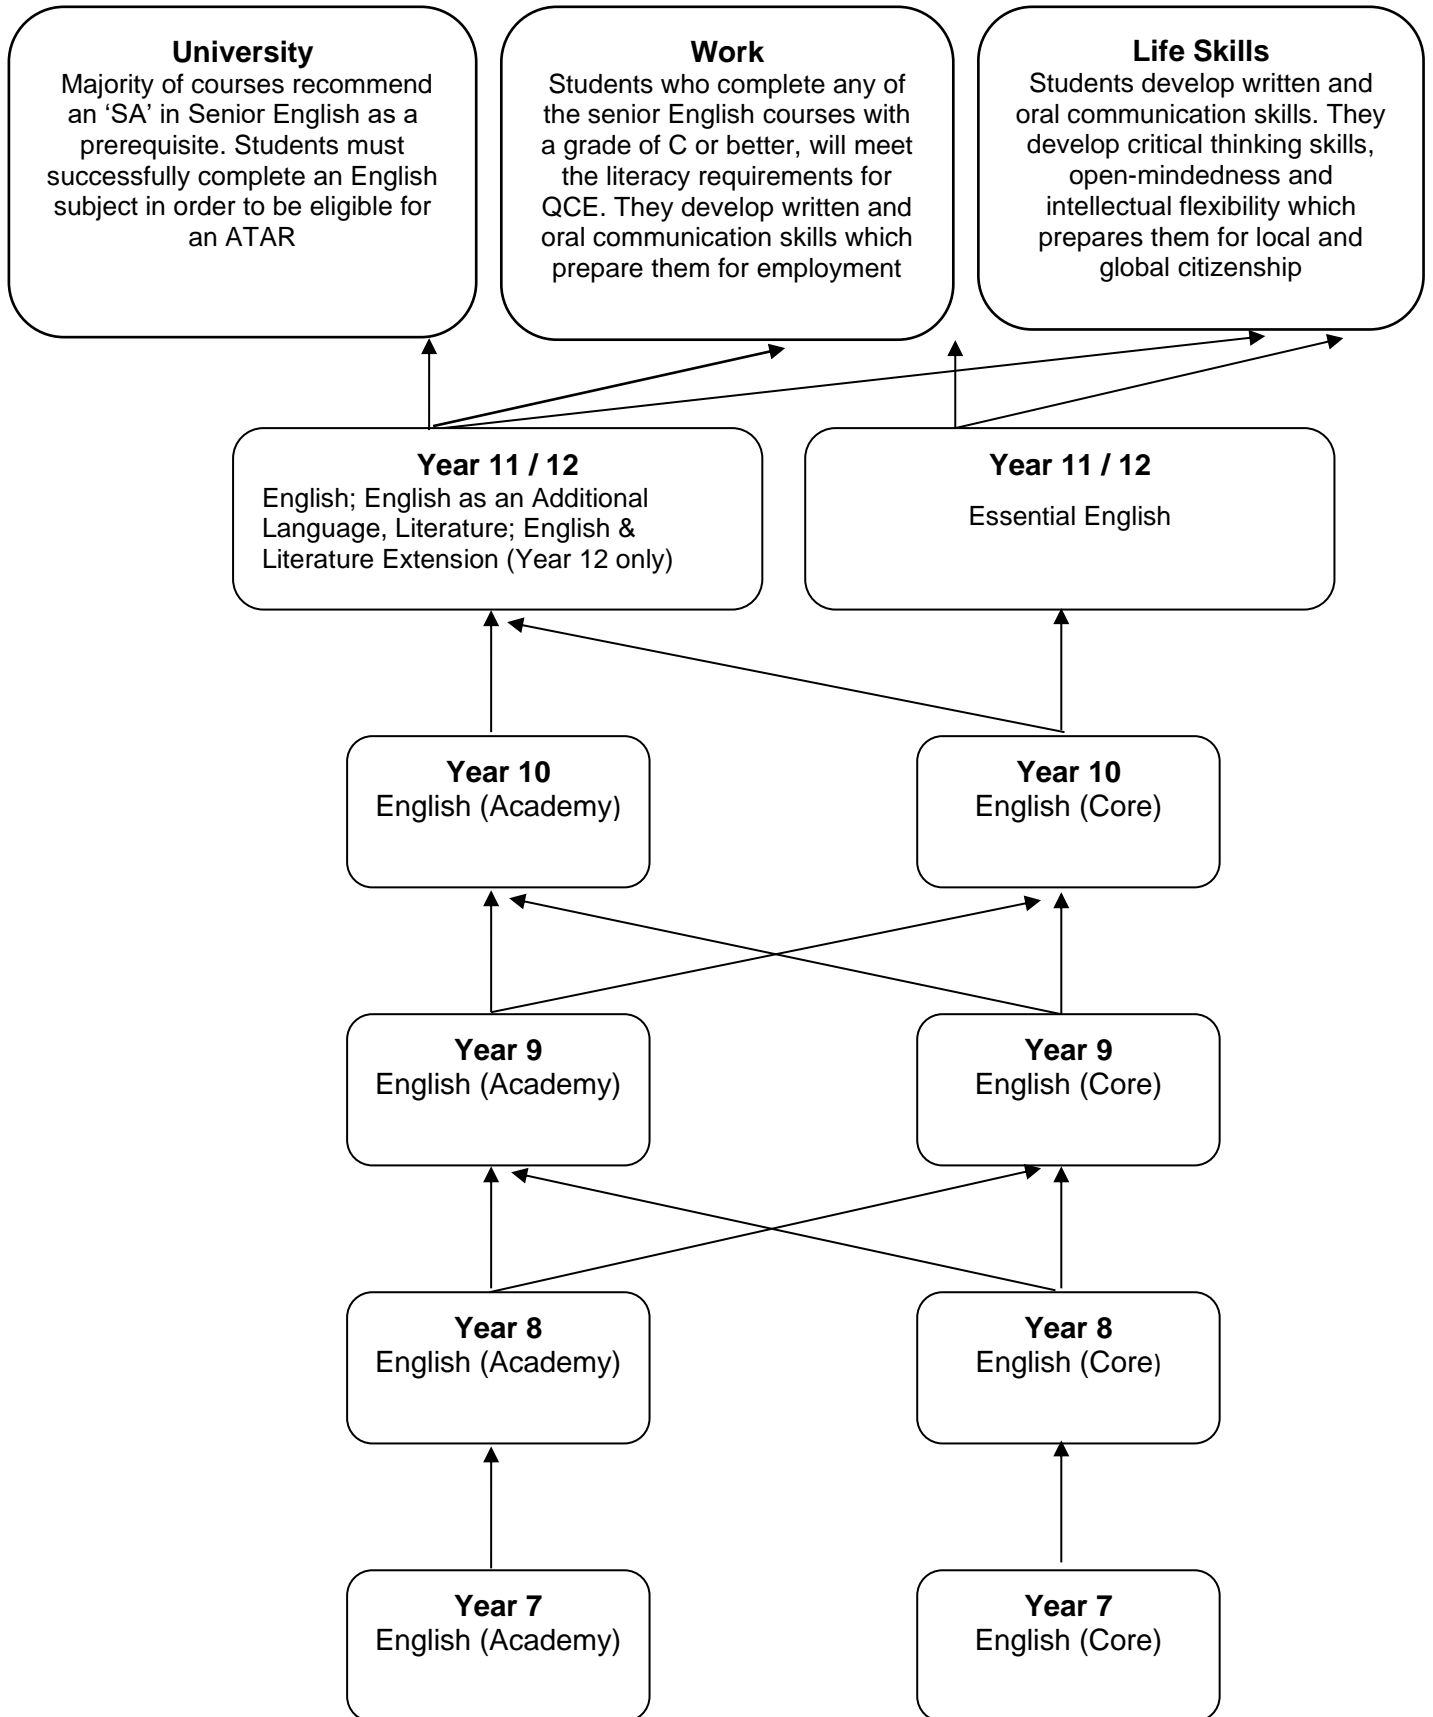 University
Majority of courses recommend
an ‘SA’ in Senior English as a
prerequisite. Students must
successfully complete an English
subject in order to be eligible for
an ATAR
Work
Students who complete any of
the senior English courses with
a grade of C or better, will meet
the literacy requirements for
QCE. They develop written and
oral communication skills which
prepare them for employment
Life Skills
Students develop written and
oral communication skills. They
develop critical thinking skills,
open-mindedness and
intellectual flexibility which
prepares them for local and
global citizenship
Year 11 / 12
English; English as an Additional
Language, Literature; English &
Literature Extension (Year 12 only)
Year 11 / 12
Essential English
Year 10
English (Academy)
Year 10
English (Core)
Year 9
English (Academy)
Year 9
English (Core)
Year 8
English (Academy)
Year 8
English (Core)
Year 7
English (Academy)
Year 7
English (Core)